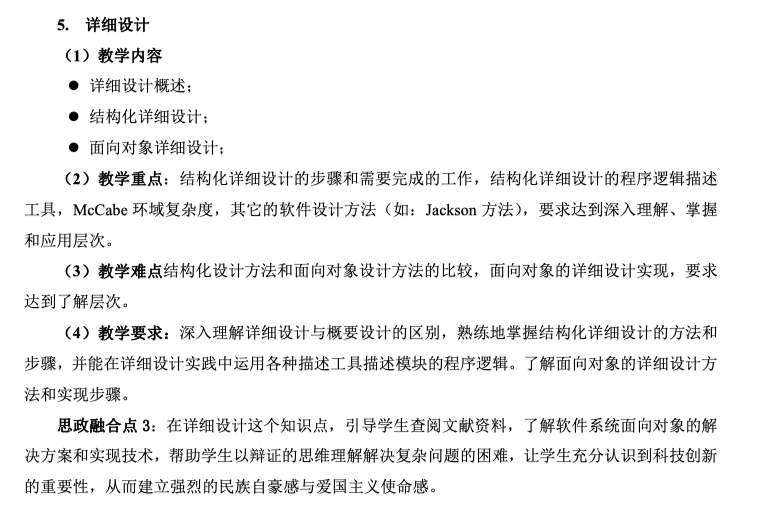 5. 详细设计
（1）教学内容
● 详细设计概述；
● 结构化详细设计；
● 面向对象详细设计；
（2）教学重点：结构化详细设计的步骤和需要完成的工作，结构化详细设计的程序逻辑描述
工具，McCabe 环域复杂度，其它的软件设计方法（如：Jackson 方法），要求达到深入理解、掌握
和应用层次。
（3）教学难点结构化设计方法和面向对象设计方法的比较，面向对象的详细设计实现，要求
达到了解层次。
（4）教学要求：深入理解详细设计与概要设计的区别，熟练地掌握结构化详细设计的方法和
步骤，并能在详细设计实践中运用各种描述工具描述模块的程序逻辑。了解面向对象的详细设计方
法和实现步骤。
思政融合点 3：在详细设计这个知识点，引导学生查阅文献资料，了解软件系统面向对象的解
决方案和实现技术，帮助学生以辩证的思维理解解决复杂问题的困难，让学生充分认识到科技创新
的重要性，从而建立强烈的民族自豪感与爱国主义使命感。